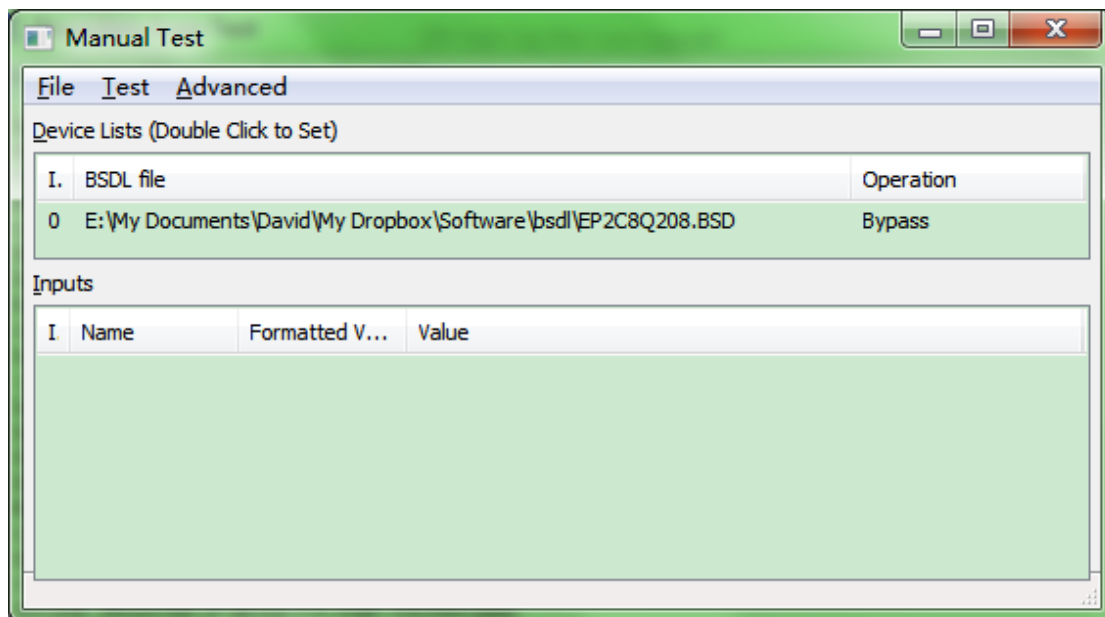 Manual Test
File Test Advanced
Device Lists (Double Click to Set)
I. BSDL file Operation
0 E:\My Documents\David\My Dropbox\Software\bsdl\EP2C8Q208.BSD Bypass
Inputs
I. Name Formatted V... Value